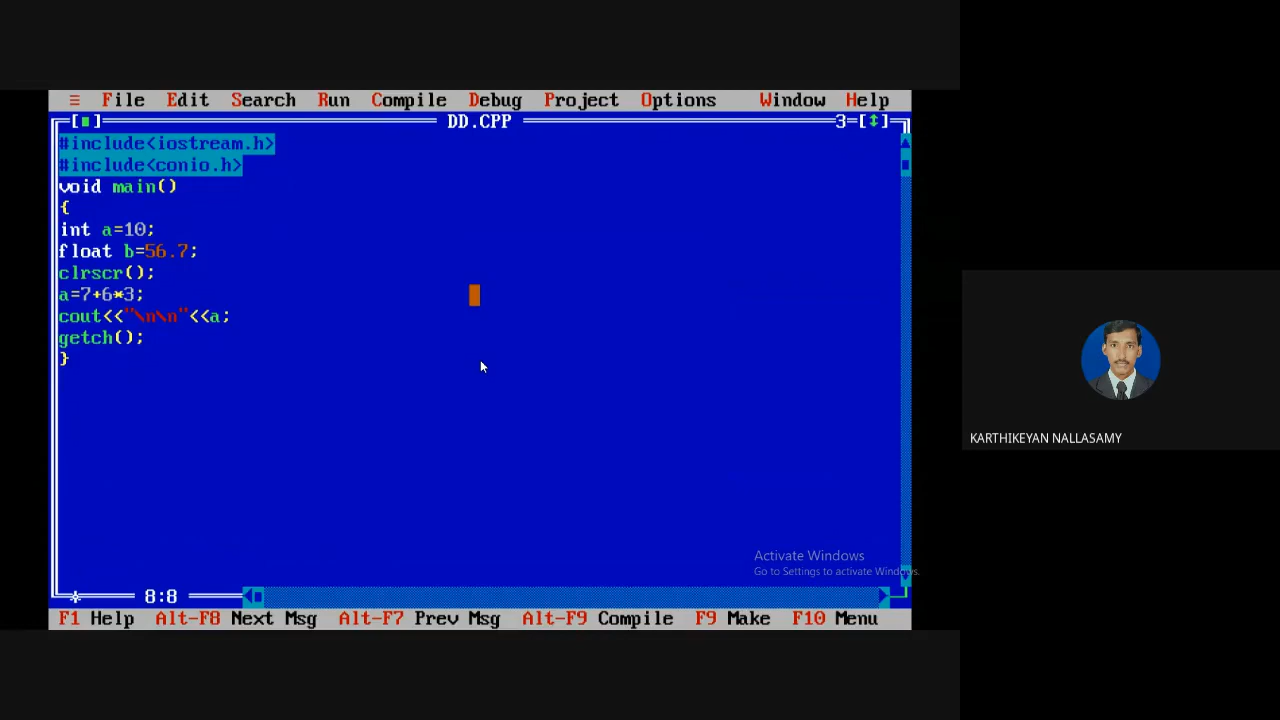 ≡ File Edit Search Run Compile Debug Project Options Window Help
[■] DD.CPP 3=[↕]
#include<iostream.h>
#include<conio.h>
void main()
{
int a=10;
float b=56.7;
clrscr();
a=7+6*3;
cout<<"\n\n"<<a;
getch();
}
KARTHIKEYAN NALLASAMY
Activate Windows
Go to Settings to activate Windows.
8:8
F1 Help Alt-F8 Next Msg Alt-F7 Prev Msg Alt-F9 Compile F9 Make F10 Menu